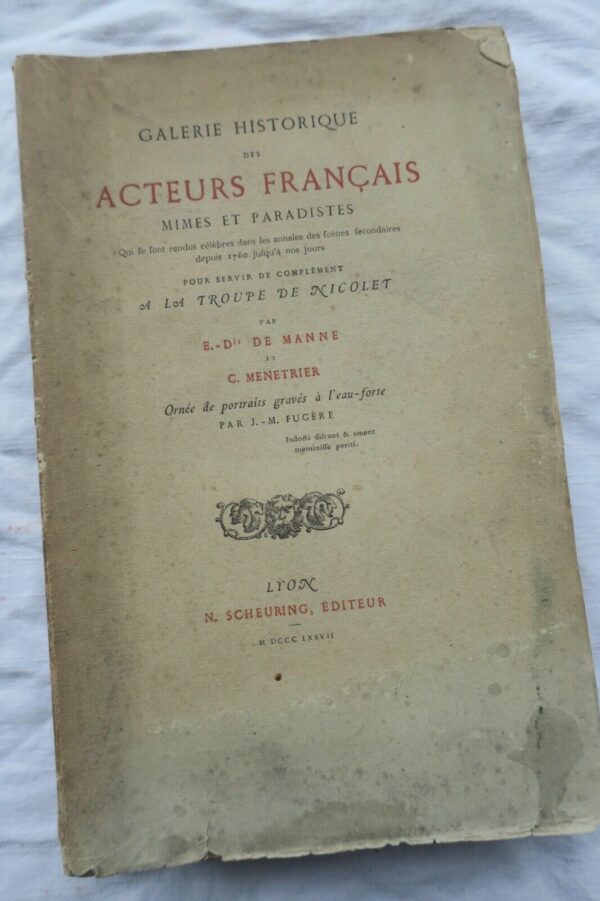 GALERIE HISTORIQUE
DES
ACTEURS FRANÇAIS
MIMES ET PARADISTES
Qui ſe ſont rendus célèbres dans les annales des ſcènes ſecondaires
depuis 1760 juſqu'à nos jours
POUR SERVIR DE COMPLÉMENT
A LA TROUPE DE NICOLET
PAR
E.-Dit DE MANNE
ET
C. MENETRIER
Ornée de portraits gravés à l'eau-forte
PAR J.-M. FUGÈRE
Indocti diſcant & ament
meminiſſe periti.
LYON
N. SCHEURING, ÉDITEUR
M DCCC LXXVII